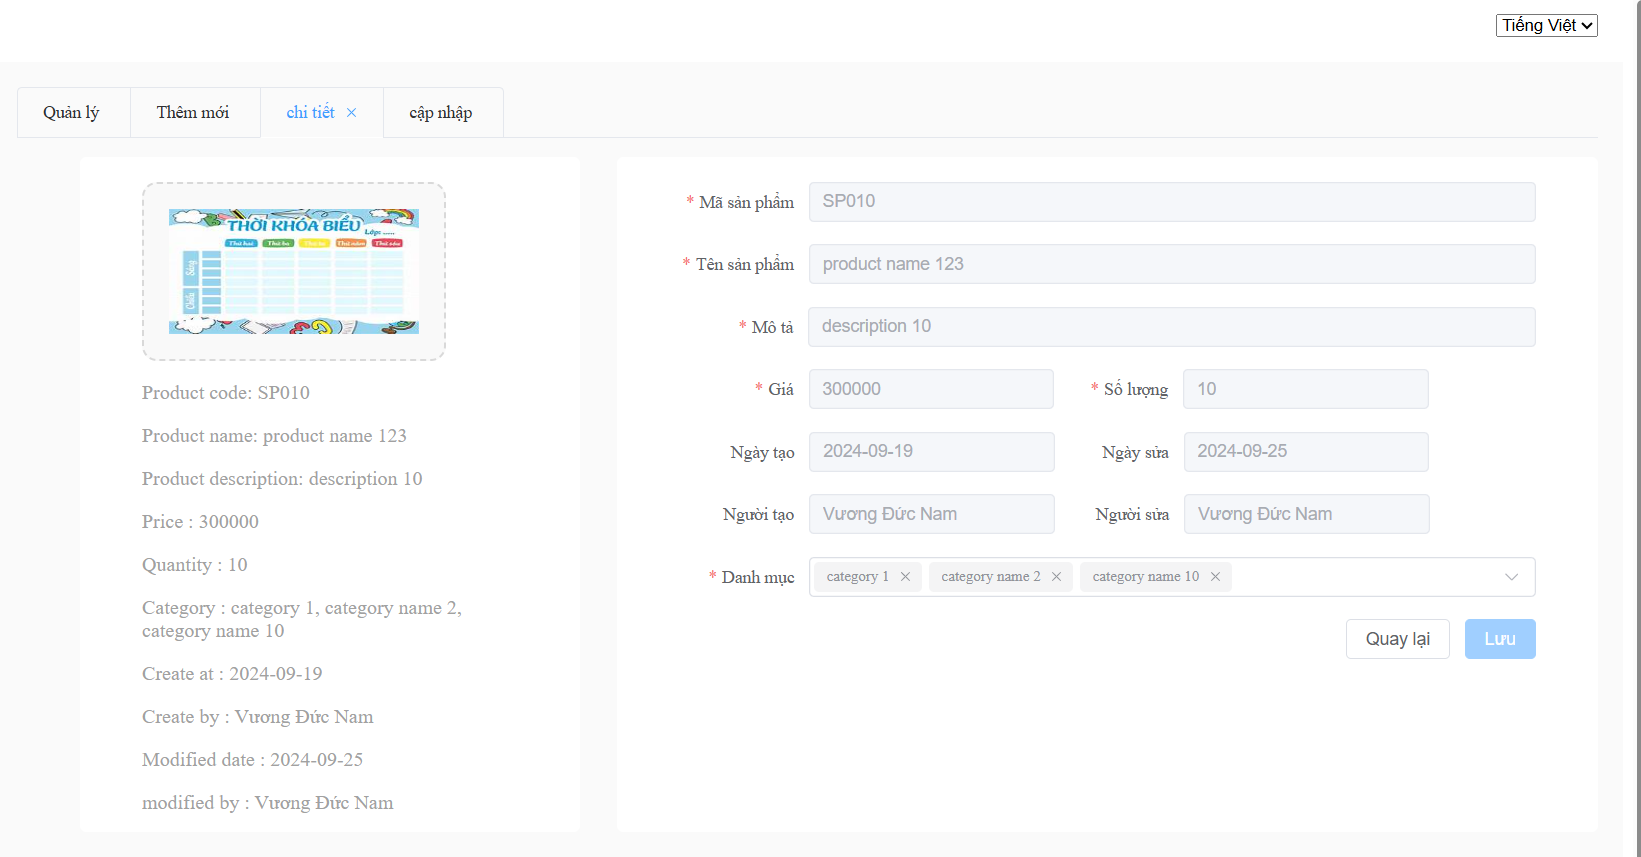 Tiếng Việt
Quản lý
Thêm mới
chi tiết
cập nhập
THỜI KHÓA BIỂU
Lớp: .....
Thứ hai
Thứ ba
Thứ tư
Thứ năm
Thứ sáu
Sáng
Chiều
Product code: SP010
Product name: product name 123
Product description: description 10
Price : 300000
Quantity : 10
Category : category 1, category name 2,
category name 10
Create at : 2024-09-19
Create by : Vương Đức Nam
Modified date : 2024-09-25
modified by : Vương Đức Nam
* Mã sản phẩm SP010
* Tên sản phẩm product name 123
* Mô tả description 10
* Giá 300000 * Số lượng 10
Ngày tạo 2024-09-19 Ngày sửa 2024-09-25
Người tạo Vương Đức Nam Người sửa Vương Đức Nam
* Danh mục category 1 category name 2 category name 10
Quay lại Lưu